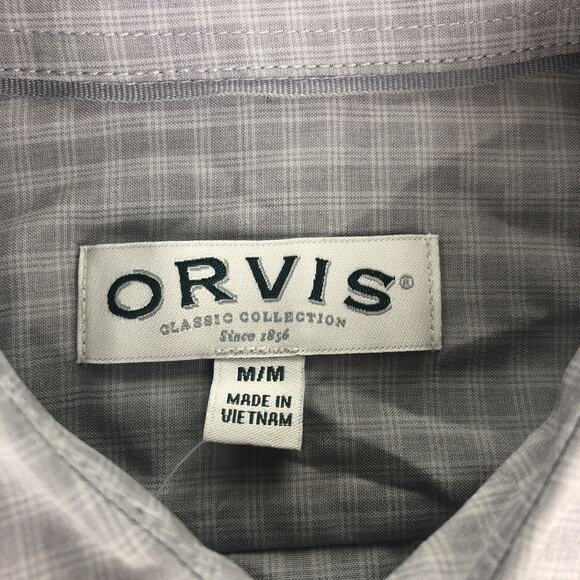 ORVIS®
CLASSIC COLLECTION
Since 1856
M/M
MADE IN
VIETNAM